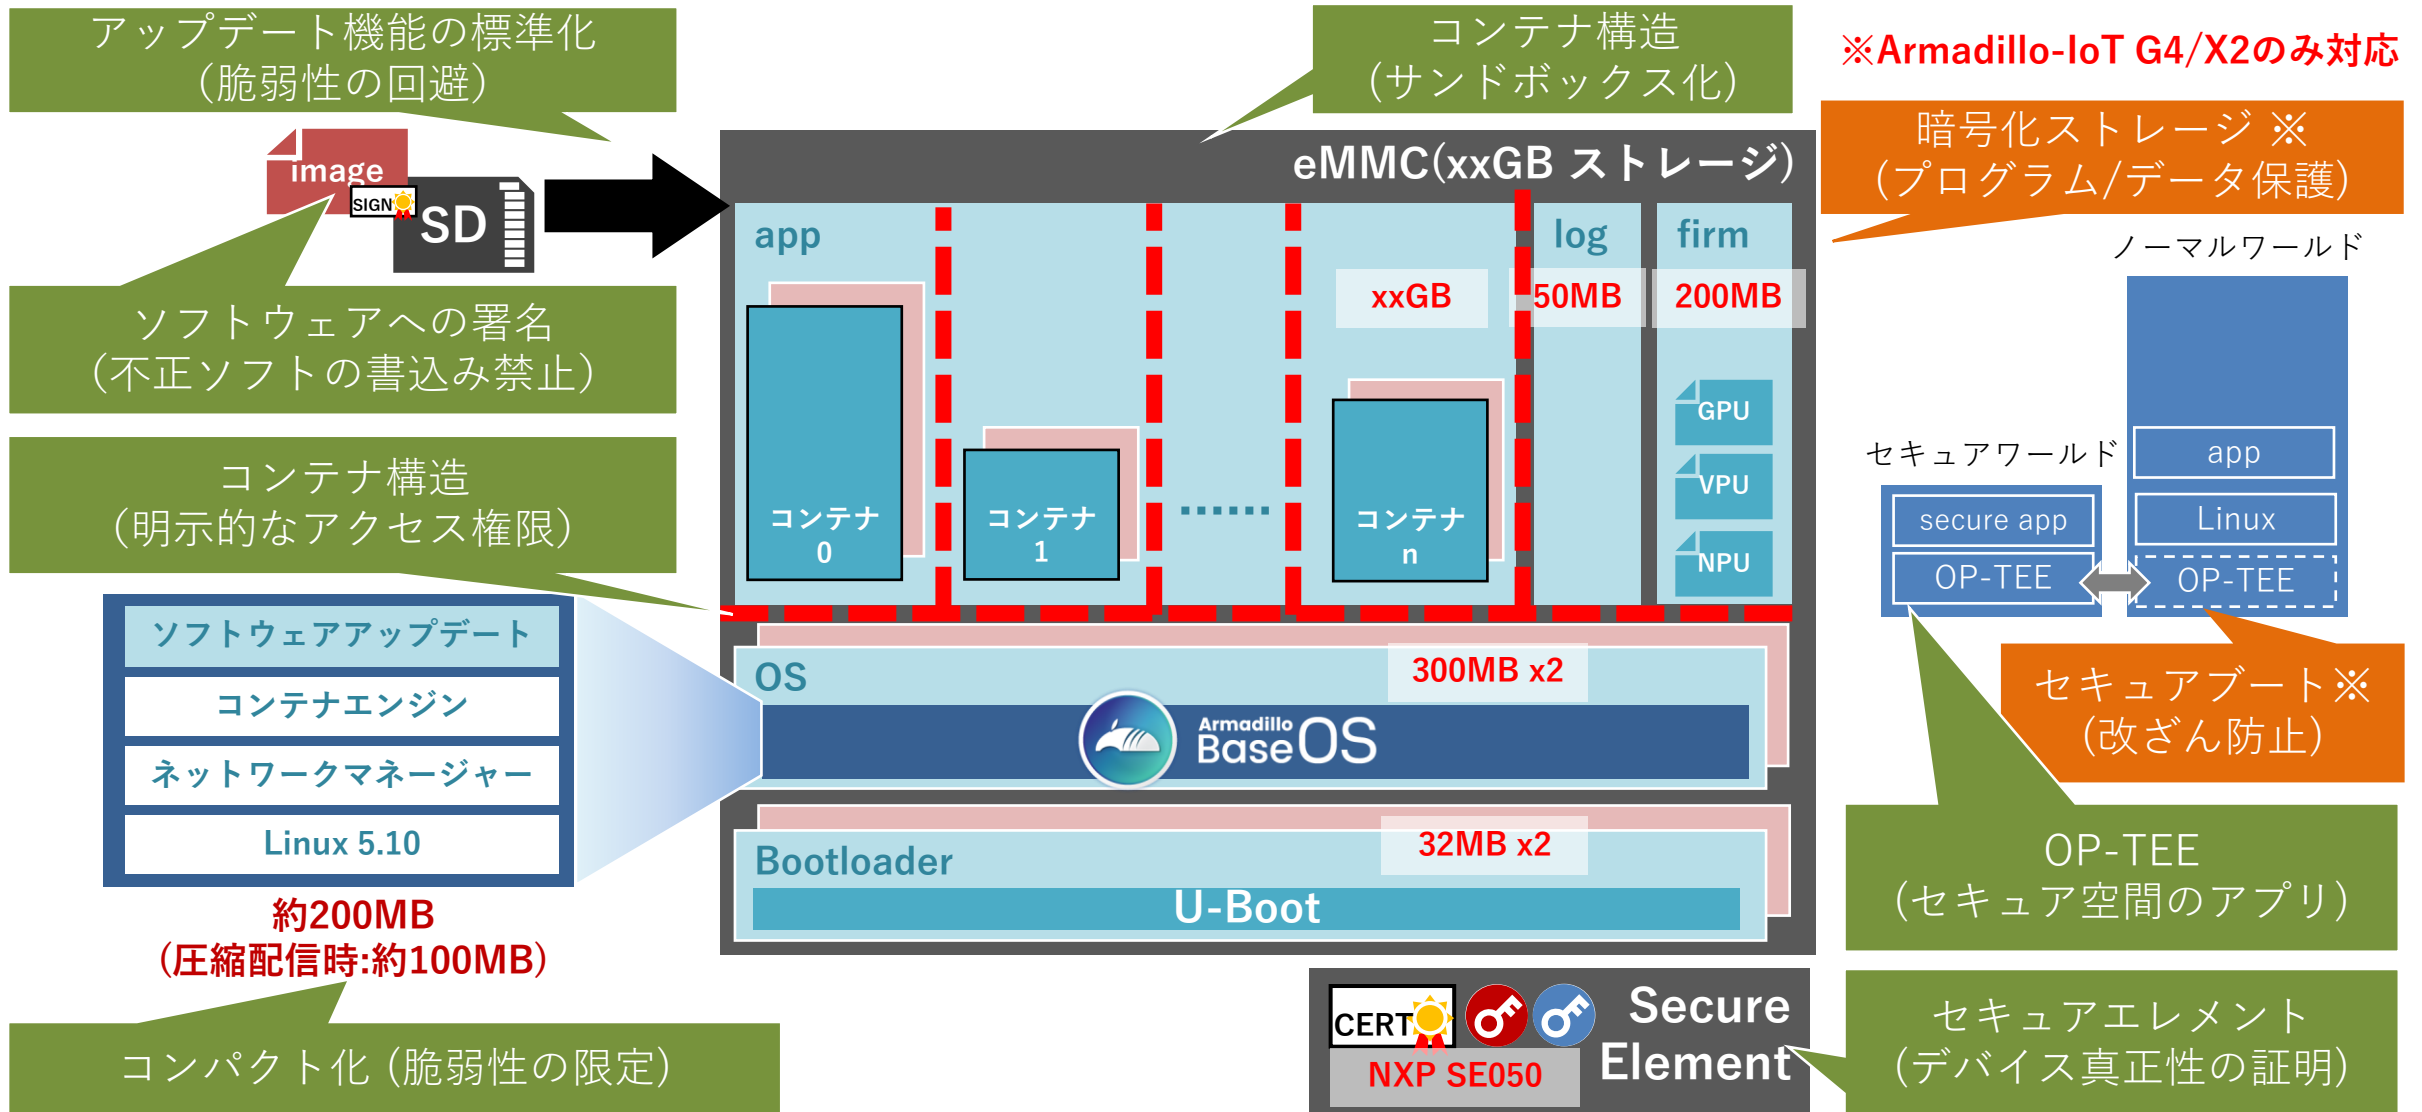 アップデート機能の標準化
(脆弱性の回避)
コンテナ構造
(サンドボックス化)
※Armadillo-IoT G4/X2のみ対応
暗号化ストレージ ※
(プログラム/データ保護)
image
SIGN
SD
eMMC(xxGB ストレージ)
app
log
firm
xxGB
50MB
200MB
ソフトウェアへの署名
(不正ソフトの書込み禁止)
コンテナ
0
コンテナ
1
......
コンテナ
n
GPU
VPU
NPU
ノーマルワールド
app
Linux
OP-TEE
セキュアワールド
secure app
OP-TEE
コンテナ構造
(明示的なアクセス権限)
ソフトウェアアップデート
コンテナエンジン
ネットワークマネージャー
Linux 5.10
約200MB
(圧縮配信時:約100MB)
OS
300MB x2
Armadillo
Base OS
Bootloader
32MB x2
U-Boot
セキュアブート※
(改ざん防止)
OP-TEE
(セキュア空間のアプリ)
コンパクト化 (脆弱性の限定)
CERT
NXP SE050
Secure
Element
セキュアエレメント
(デバイス真正性の証明)